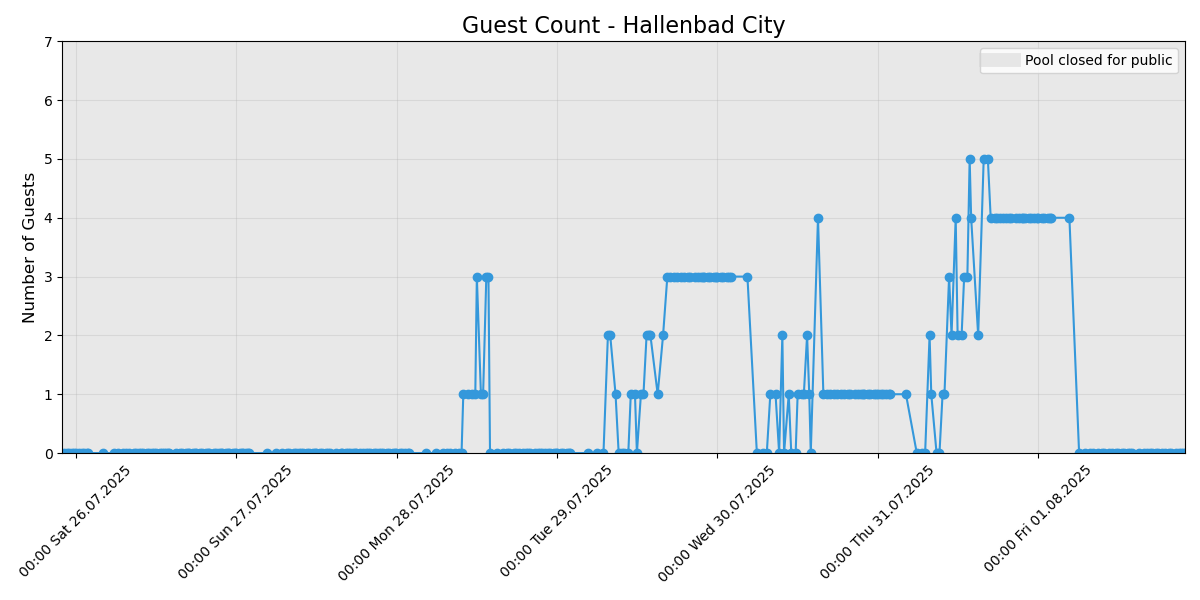 Guest Count - Hallenbad City
Pool closed for public
Number of Guests
7
6
5
4
3
2
1
0
00:00 Sat 26.07.2025
00:00 Sun 27.07.2025
00:00 Mon 28.07.2025
00:00 Tue 29.07.2025
00:00 Wed 30.07.2025
00:00 Thu 31.07.2025
00:00 Fri 01.08.2025